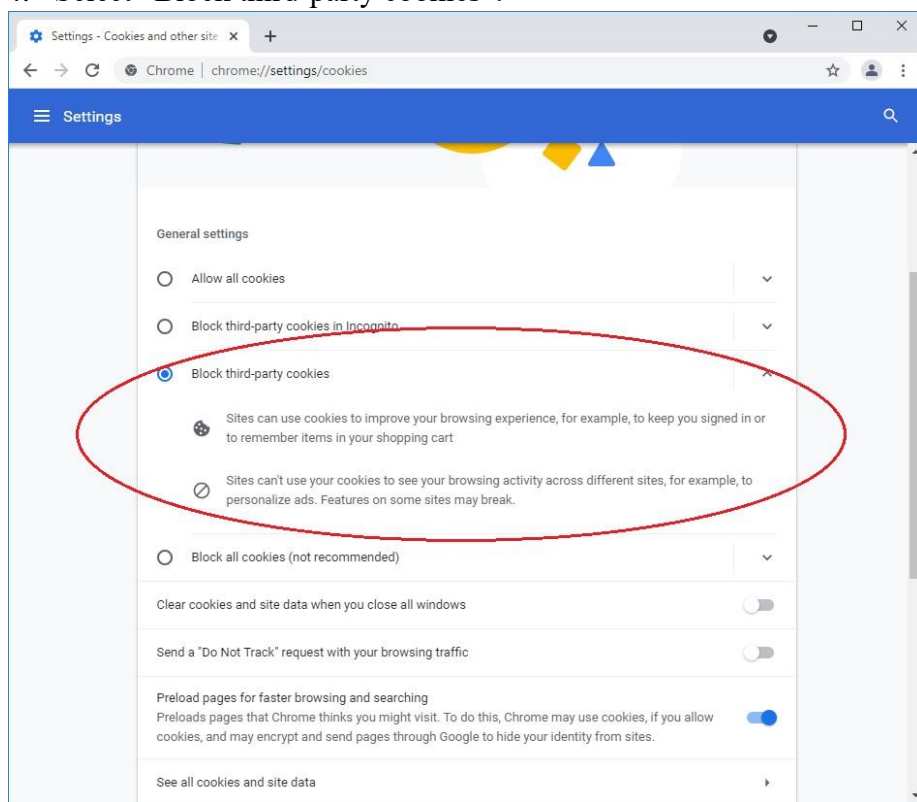 4. Select "Block third-party cookies".
Settings - Cookies and other site
Chrome | chrome://settings/cookies
Settings
General settings
Allow all cookies
Block third-party cookies in Incognito
Block third-party cookies
Sites can use cookies to improve your browsing experience, for example, to keep you signed in or
to remember items in your shopping cart
Sites can't use your cookies to see your browsing activity across different sites, for example, to
personalize ads. Features on some sites may break.
Block all cookies (not recommended)
Clear cookies and site data when you close all windows
Send a "Do Not Track" request with your browsing traffic
Preload pages for faster browsing and searching
Preloads pages that Chrome thinks you might visit. To do this, Chrome may use cookies, if you allow
cookies, and may encrypt and send pages through Google to hide your identity from sites.
See all cookies and site data